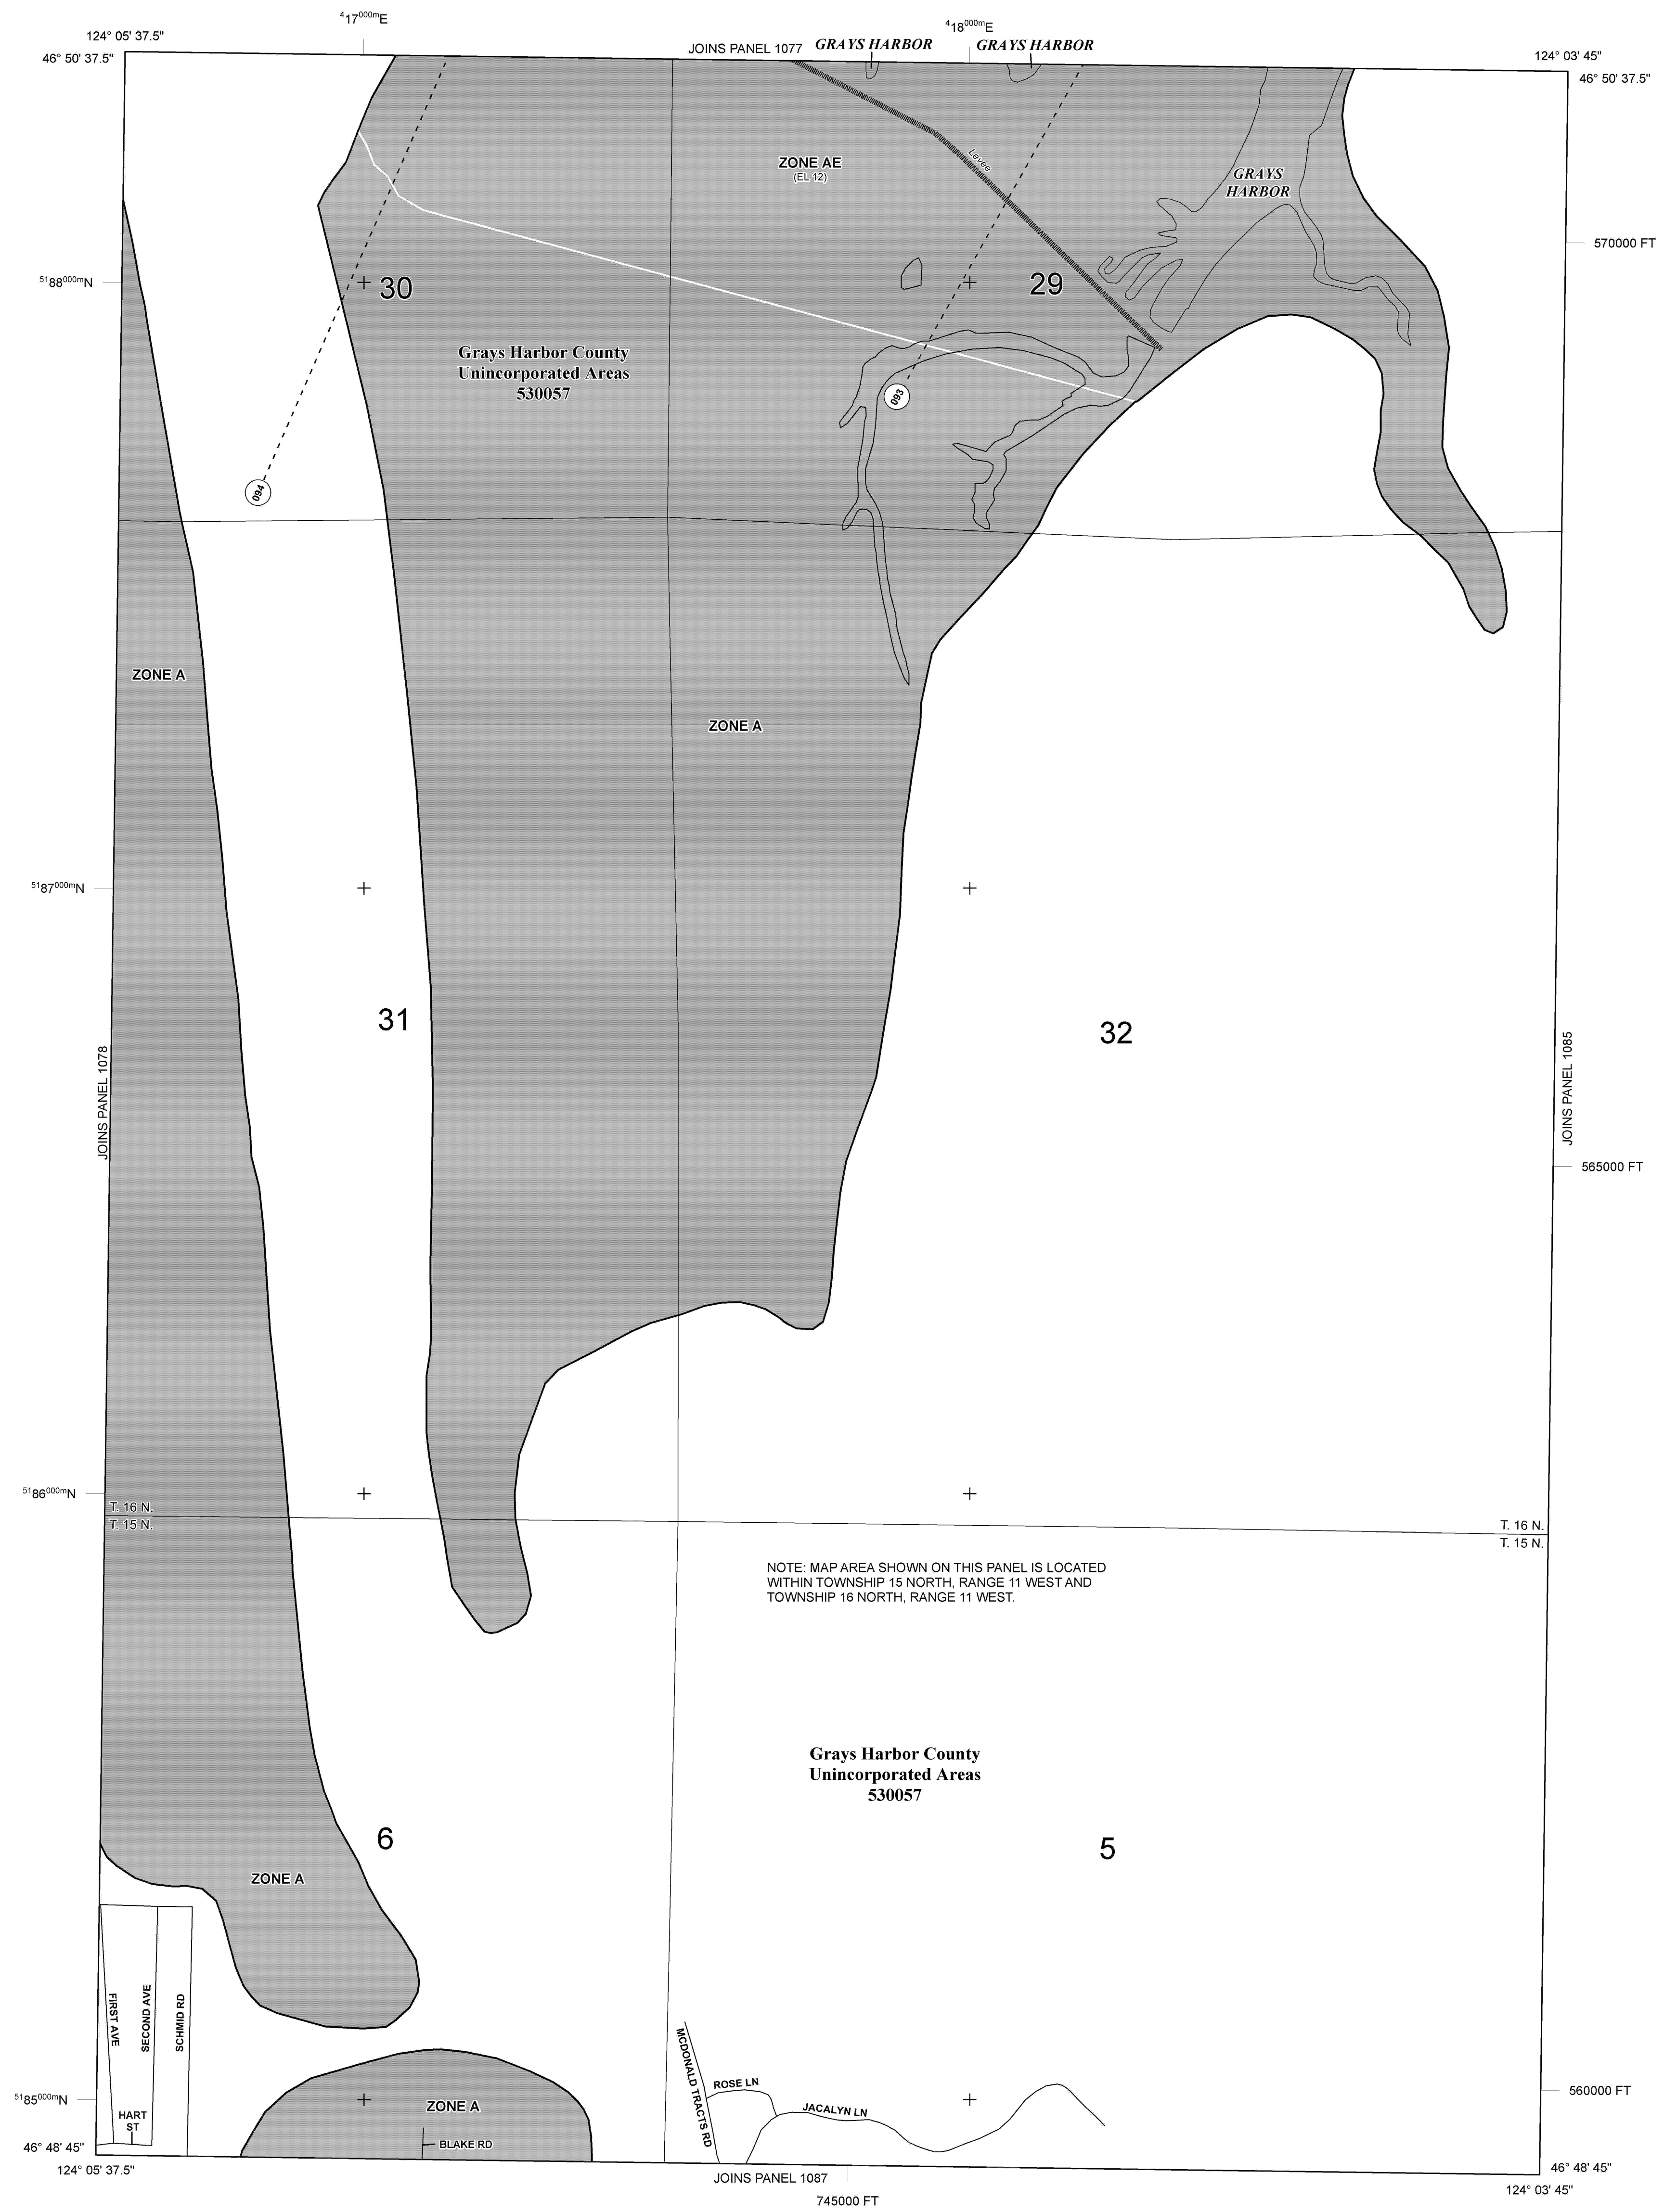 417000mE
418000mE
124° 05' 37.5"
JOINS PANEL 1077
GRAYS HARBOR
GRAYS HARBOR
124° 03' 45"
46° 50' 37.5"
46° 50' 37.5"
Levee
ZONE AE
(EL 12)
GRAYS
HARBOR
570000 FT
5188000mN
30
29
Grays Harbor County
Unincorporated Areas
530057
093
094
ZONE A
ZONE A
5187000mN
31
32
JOINS PANEL 1078
JOINS PANEL 1085
565000 FT
5186000mN
T. 16 N.
T. 15 N.
T. 16 N.
T. 15 N.
NOTE: MAP AREA SHOWN ON THIS PANEL IS LOCATED
WITHIN TOWNSHIP 15 NORTH, RANGE 11 WEST AND
TOWNSHIP 16 NORTH, RANGE 11 WEST.
Grays Harbor County
Unincorporated Areas
530057
6
5
ZONE A
FIRST AVE
SECOND AVE
SCHMID RD
MCDONALD TRACTS RD
ROSE LN
JACALYN LN
5185000mN
ZONE A
560000 FT
HART
ST
BLAKE RD
46° 48' 45"
46° 48' 45"
124° 05' 37.5"
JOINS PANEL 1087
124° 03' 45"
745000 FT